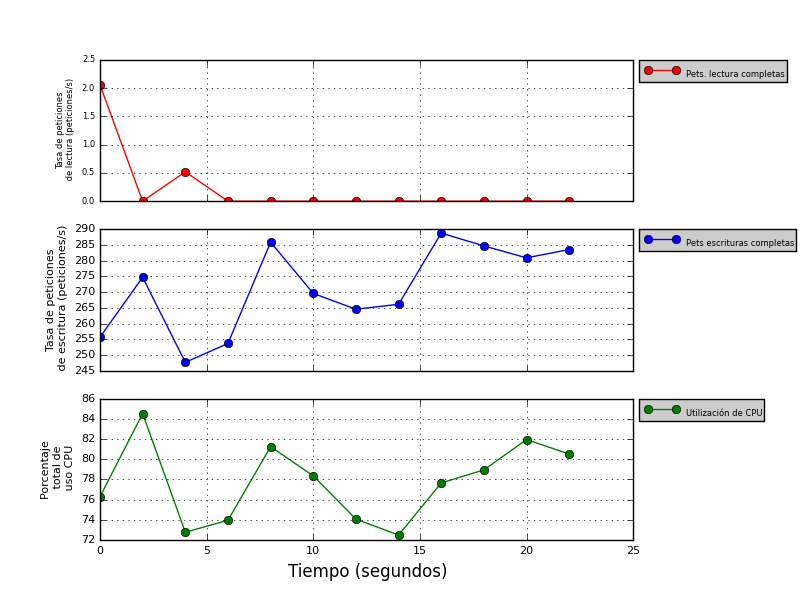 2.5
2.0
1.5
1.0
0.5
0.0
Tasa de peticiones
de lectura (peticiones/s)
Pets. lectura completas
290
285
280
275
270
265
260
255
250
245
Tasa de peticiones
de escritura (peticiones/s)
Pets escrituras completas
86
84
82
80
78
76
74
72
Porcentaje
total de
uso CPU
Utilización de CPU
0
5
10
15
20
25
Tiempo (segundos)